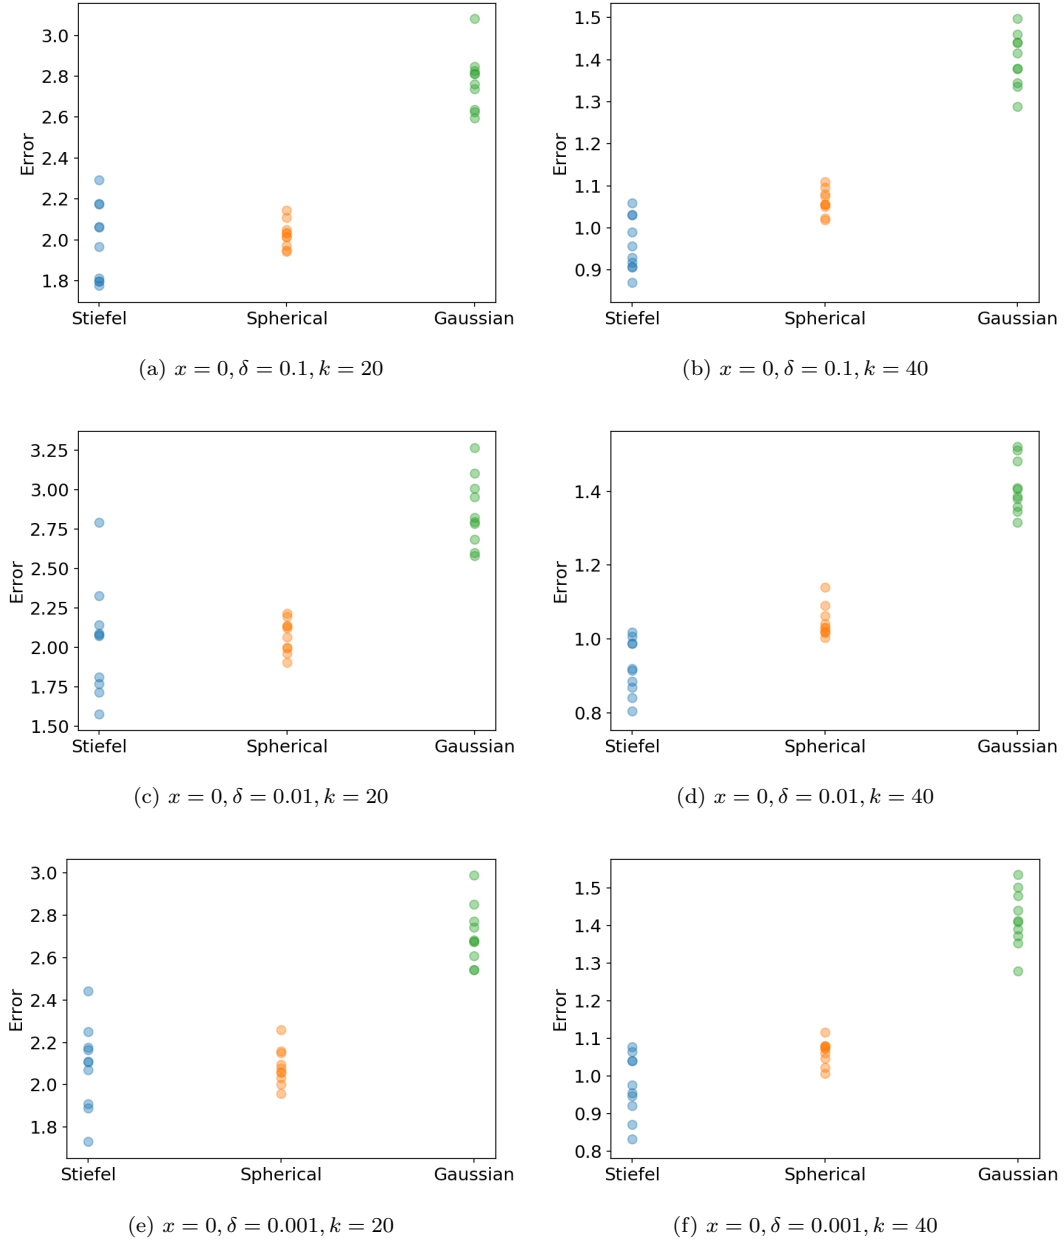 3.0
2.8
2.6
2.4
2.2
2.0
1.8
Error
Stiefel Spherical Gaussian
(a) x = 0, δ = 0.1, k = 20
1.5
1.4
1.3
1.2
1.1
1.0
0.9
Error
Stiefel Spherical Gaussian
(b) x = 0, δ = 0.1, k = 40
3.25
3.00
2.75
2.50
2.25
2.00
1.75
1.50
Error
Stiefel Spherical Gaussian
(c) x = 0, δ = 0.01, k = 20
1.4
1.2
1.0
0.8
Error
Stiefel Spherical Gaussian
(d) x = 0, δ = 0.01, k = 40
3.0
2.8
2.6
2.4
2.2
2.0
1.8
Error
Stiefel Spherical Gaussian
(e) x = 0, δ = 0.001, k = 20
1.5
1.4
1.3
1.2
1.1
1.0
0.9
0.8
Error
Stiefel Spherical Gaussian
(f) x = 0, δ = 0.001, k = 40